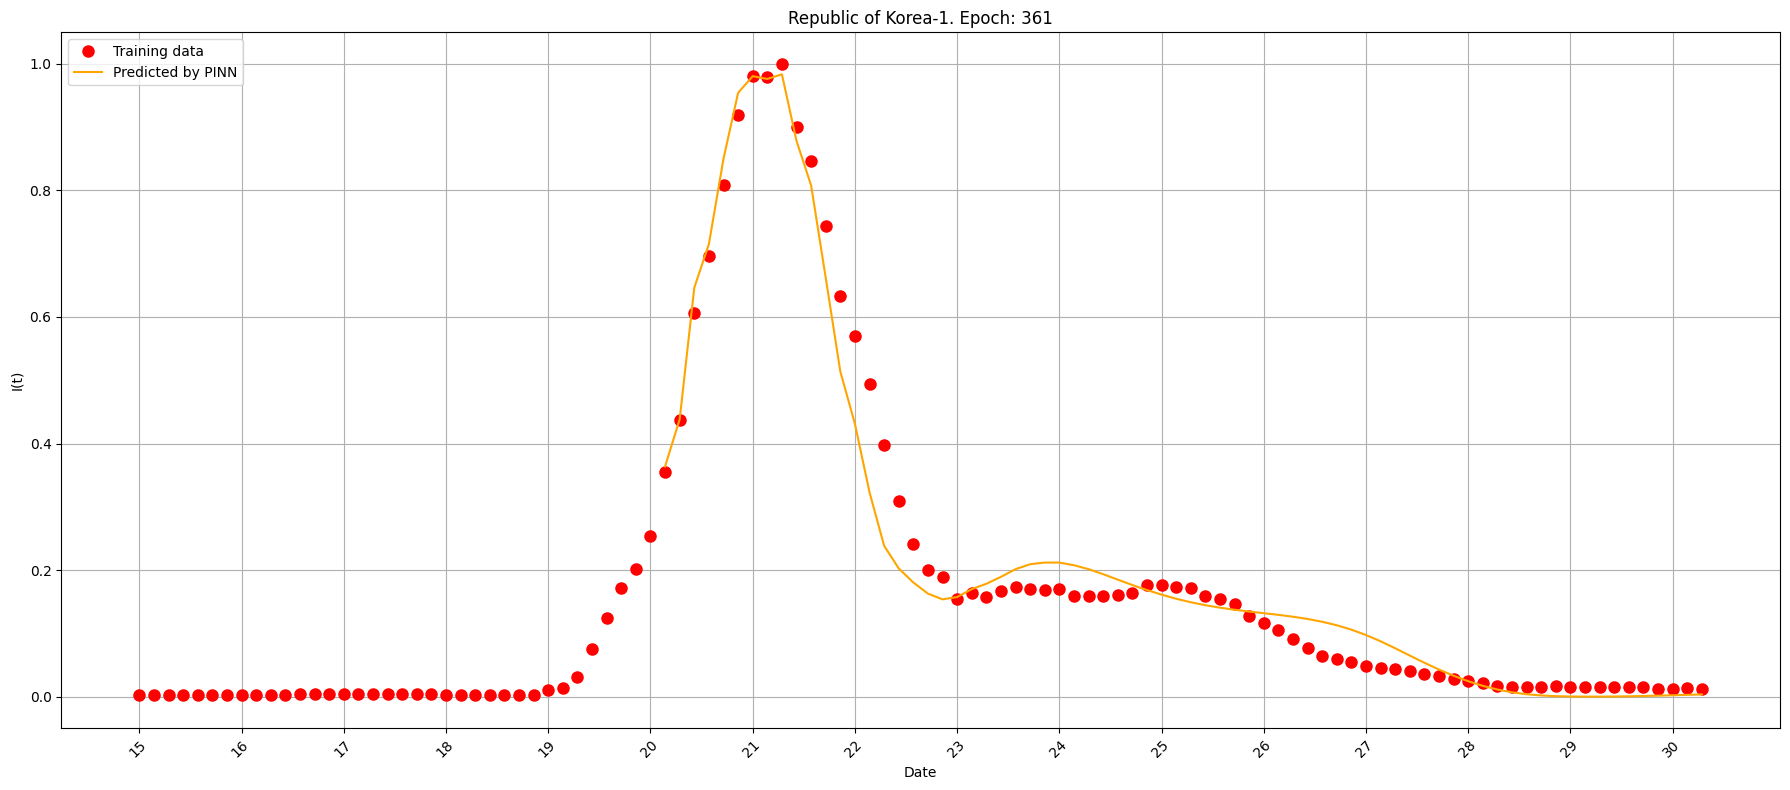 Republic of Korea-1. Epoch: 361
Training data
Predicted by PINN
1.0
0.8
0.6
0.4
0.2
0.0
I(t)
15 16 17 18 19 20 21 22 23 24 25 26 27 28 29 30
Date